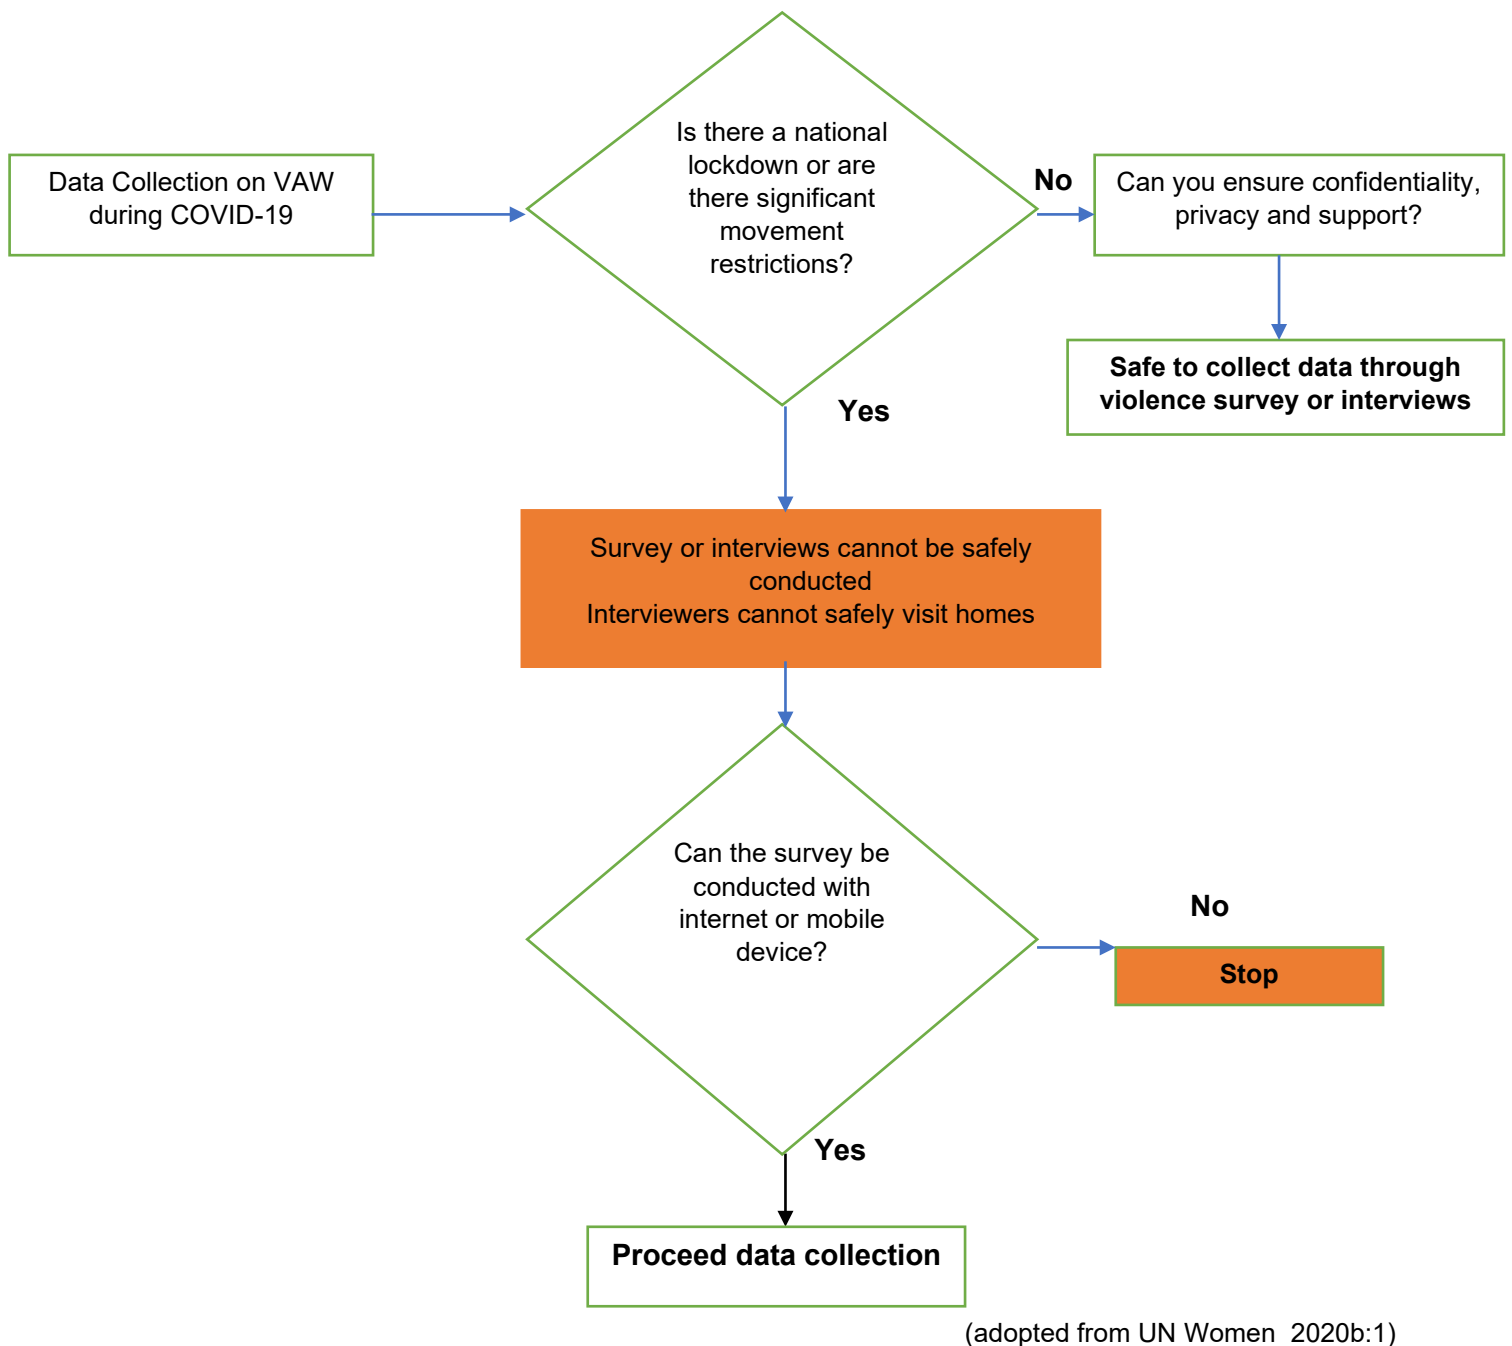 Data Collection on VAW
during COVID-19
Is there a national
lockdown or are
there significant
movement
restrictions?
No
Can you ensure confidentiality,
privacy and support?
Safe to collect data through
violence survey or interviews
Yes
Survey or interviews cannot be safely
conducted
Interviewers cannot safely visit homes
Can the survey be
conducted with
internet or mobile
device?
No
Stop
Yes
Proceed data collection
(adopted from UN Women 2020b:1)